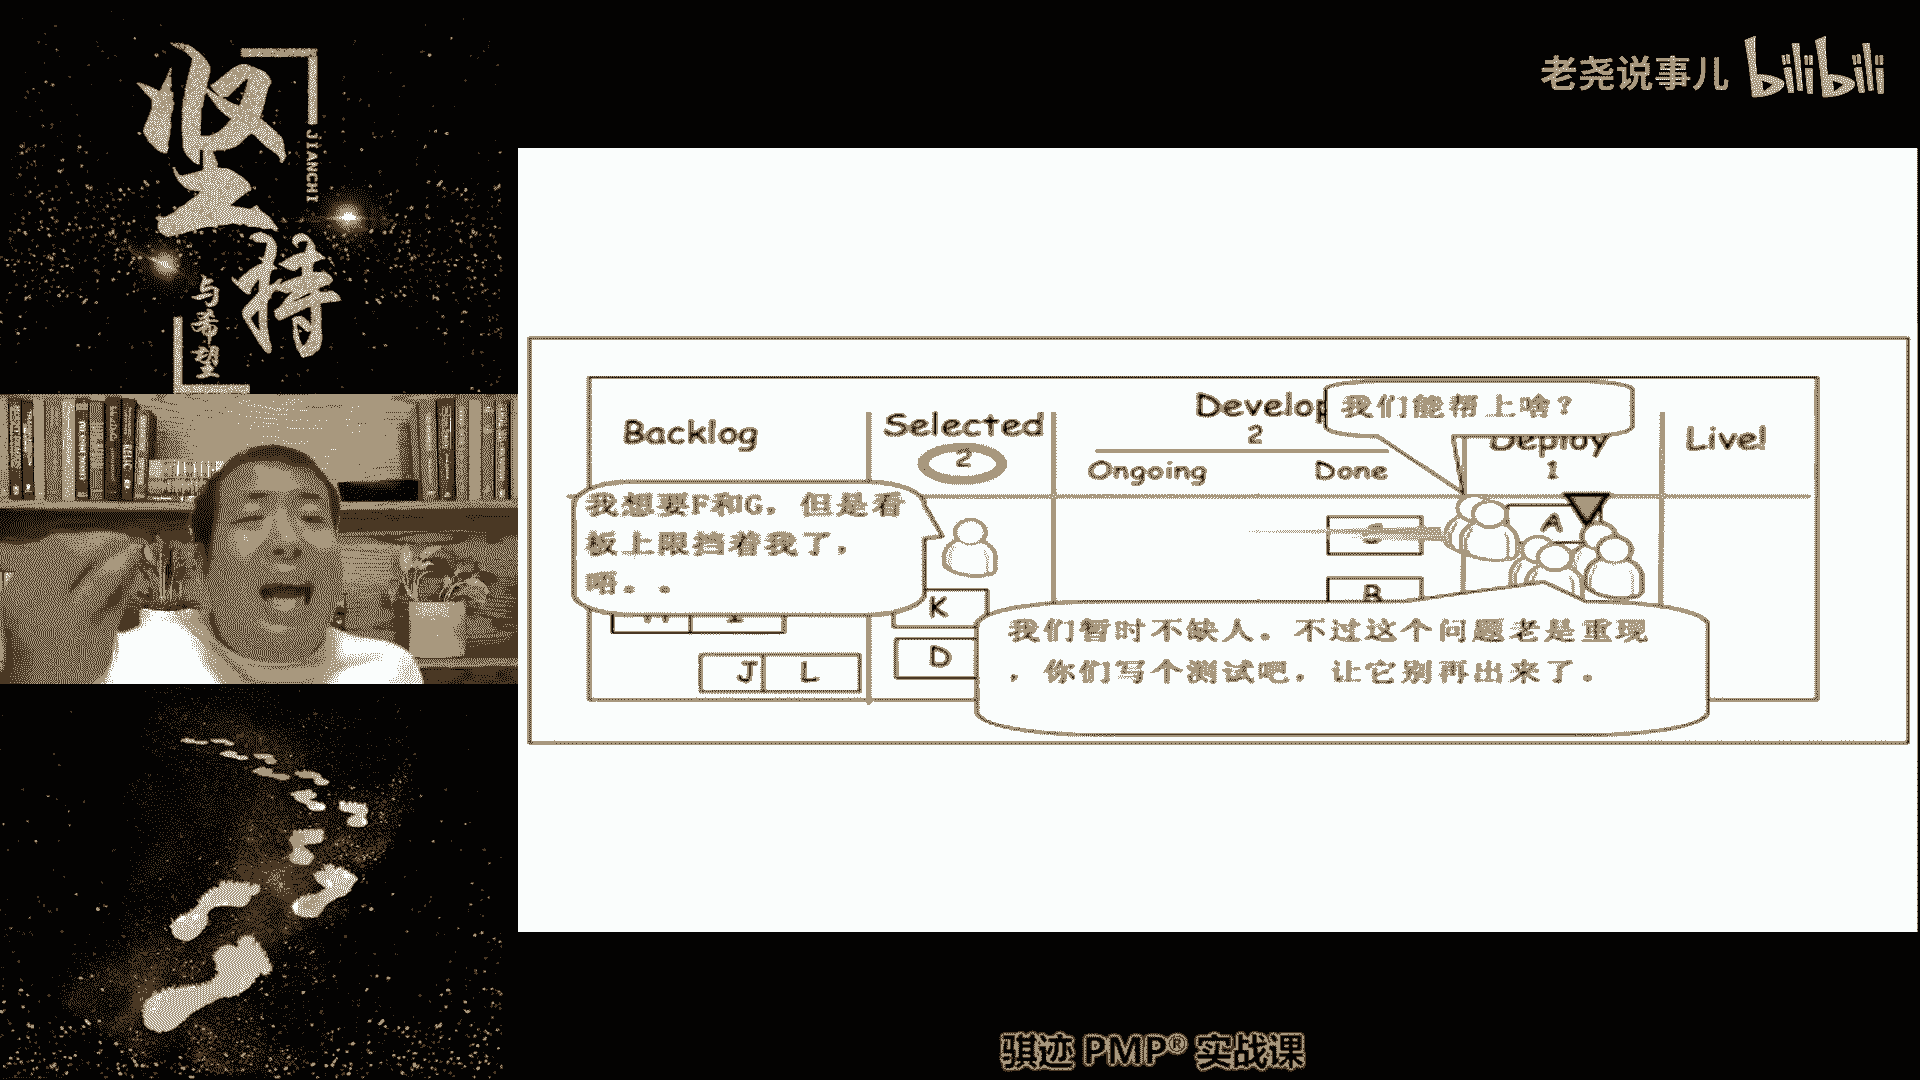 坚
持
JIANCHI
与
希
望
老尧说事儿 bilibili
Backlog
Selected
2
Develop
2
Ongoing
Done
Deploy
1
Live!
我们能帮上啥？
我想要F和G，但是看
板上限挡着我了，
唔。。
A
B
K
D
J
L
我们暂时不缺人。不过这个问题老是重现
，你们写个测试吧，让它别再出来了。
骐迹 PMP® 实战课